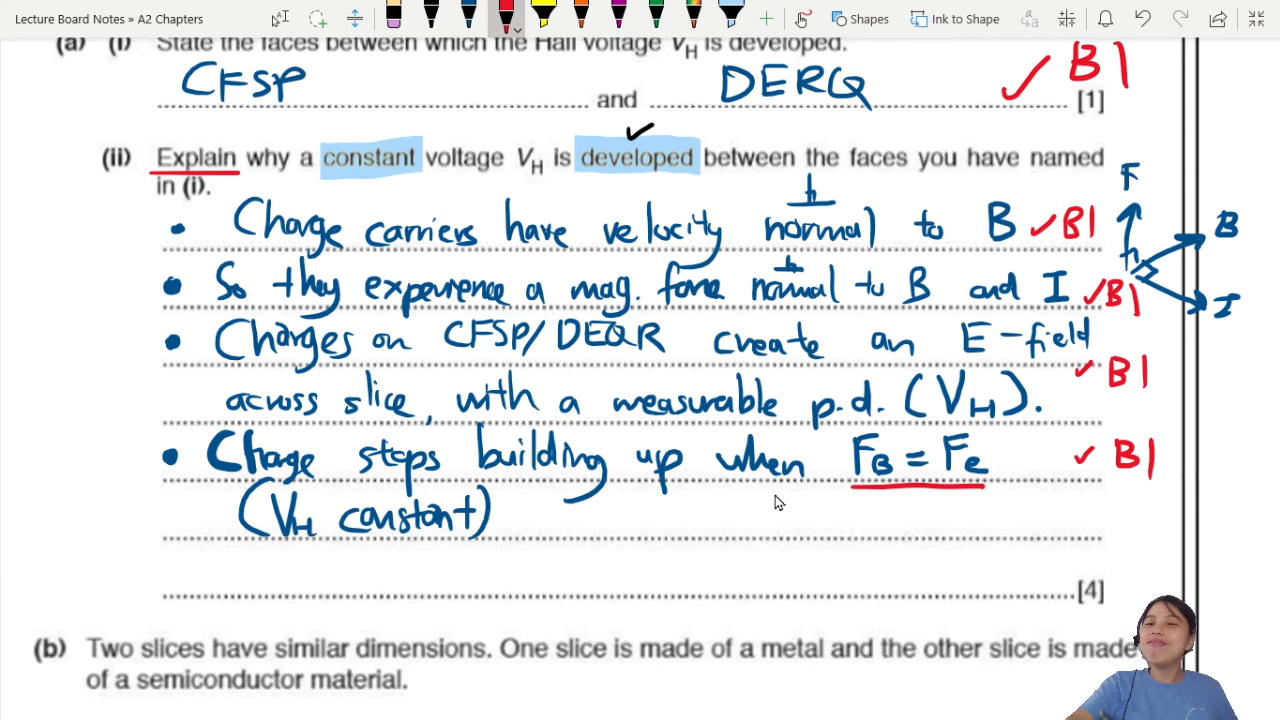 Lecture Board Notes – A2 Chapters
Shapes
Ink to Shape
(a) (i) State the faces between which the Hall voltage VH is developed.
CFSP and DERQ [1]
B1
(ii) Explain why a constant voltage VH is developed between the faces you have named
in (i).
• Charge carriers have velocity normal to B ✓B1
• So they experience a mag. force normal to B and I ✓B1
• Charges on CFSP/DEQR create an E-field
across slice, with a measurable p.d. (VH). ✓B1
• Charge stops building up when FB = Fe ✓B1
(VH constant)
[4]
F
B
I
(b) Two slices have similar dimensions. One slice is made of a metal and the other slice is made
of a semiconductor material.